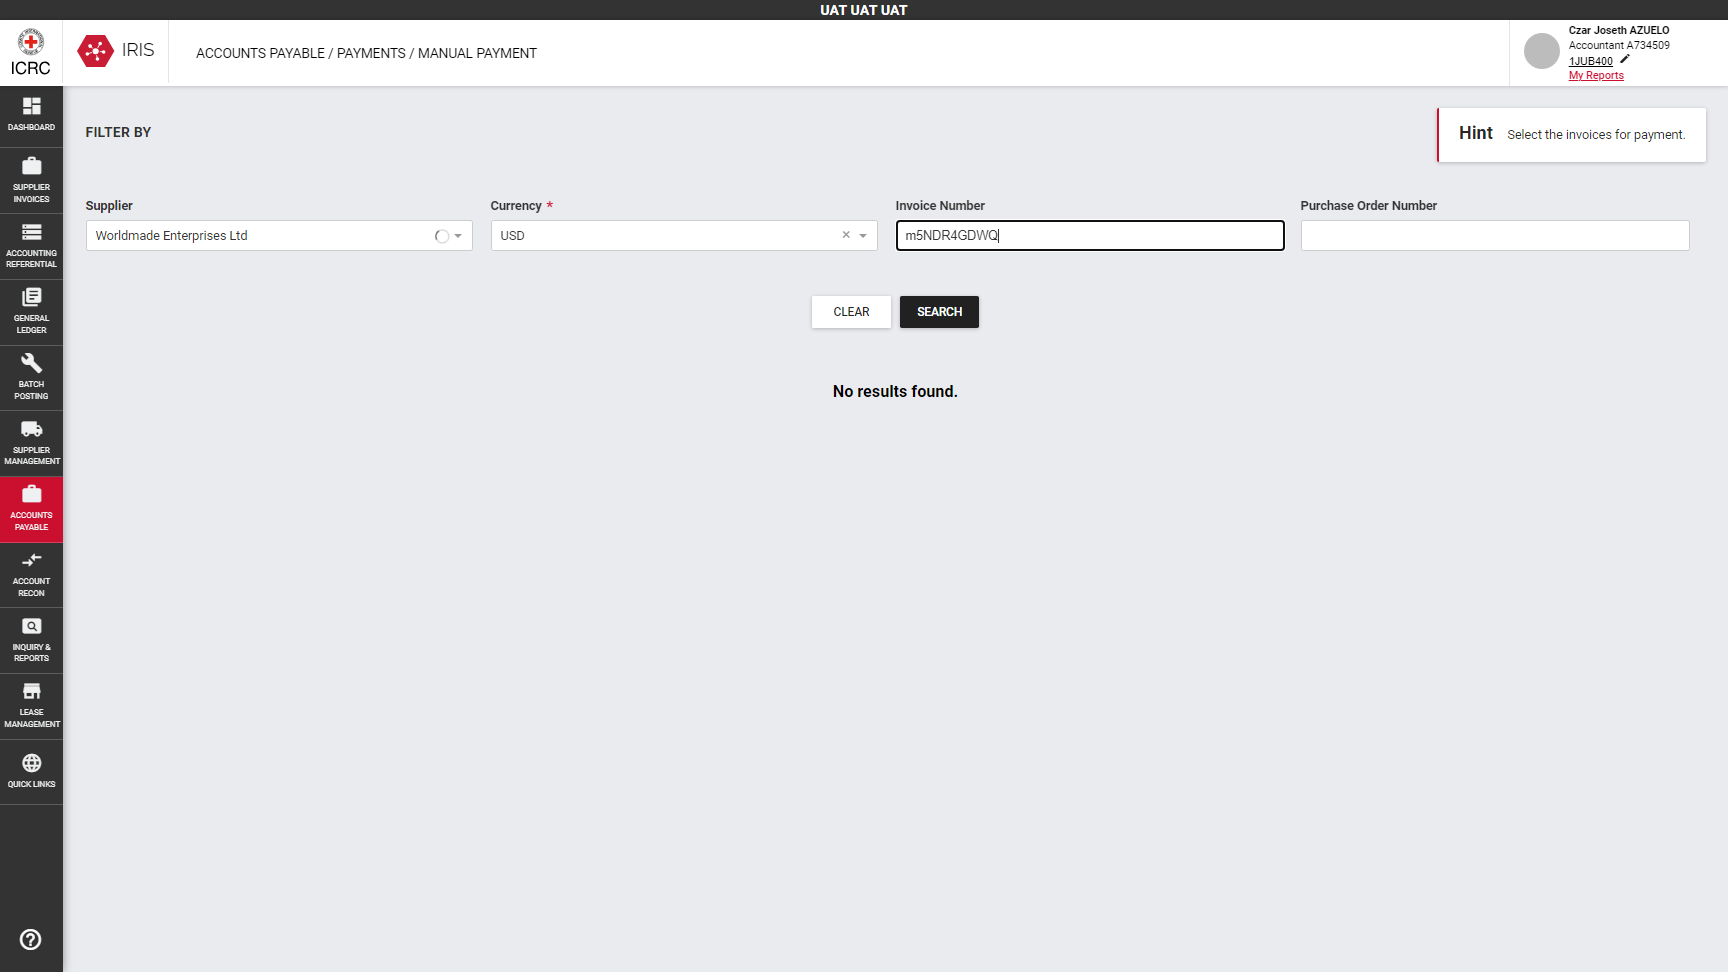 UAT UAT UAT
ICRC
IRIS
ACCOUNTS PAYABLE / PAYMENTS / MANUAL PAYMENT
Czar Joseth AZUELO
Accountant A734509
1JUB400
My Reports
DASHBOARD
SUPPLIER
INVOICES
ACCOUNTING
REFERENTIAL
GENERAL
LEDGER
BATCH
POSTING
SUPPLIER
MANAGEMENT
ACCOUNTS
PAYABLE
ACCOUNT
RECON
INQUIRY &
REPORTS
LEASE
MANAGEMENT
QUICK LINKS
FILTER BY
Hint Select the invoices for payment.
Supplier
Worldmade Enterprises Ltd
Currency *
USD
Invoice Number
m5NDR4GDWQ
Purchase Order Number
CLEAR
SEARCH
No results found.